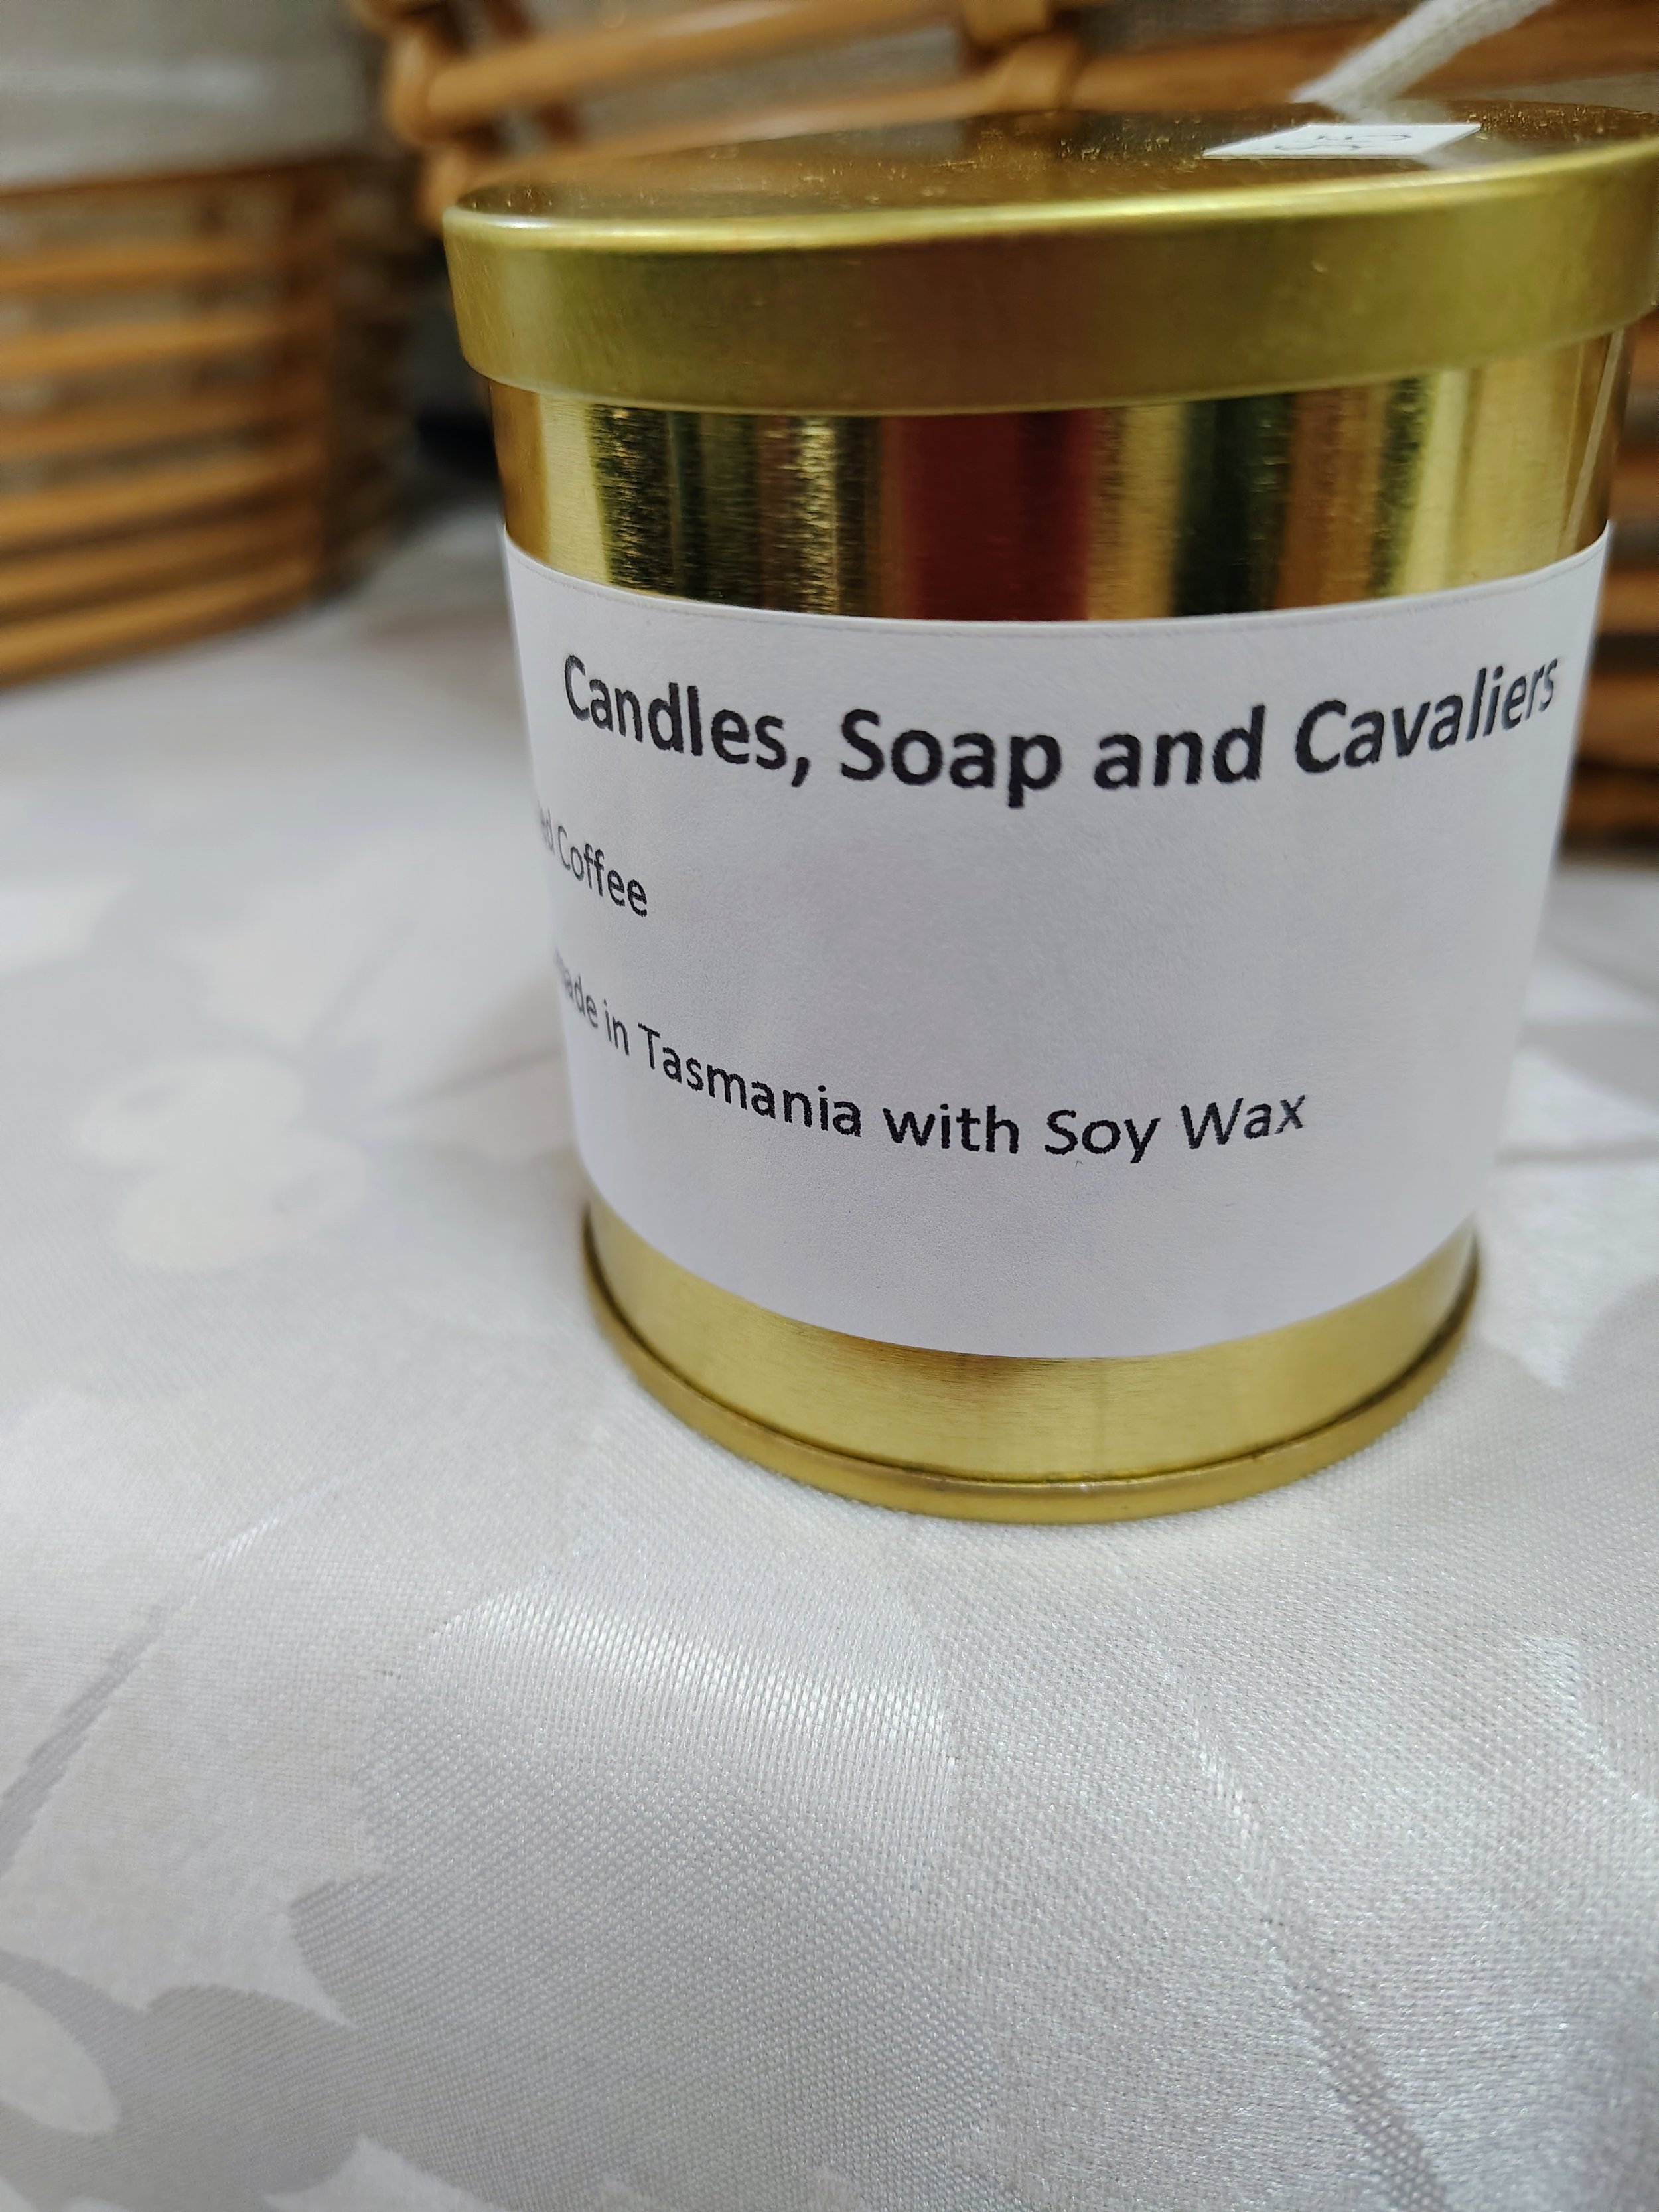 Candles, Soap and Cavaliers
Coffee
in Tasmania with Soy Wax